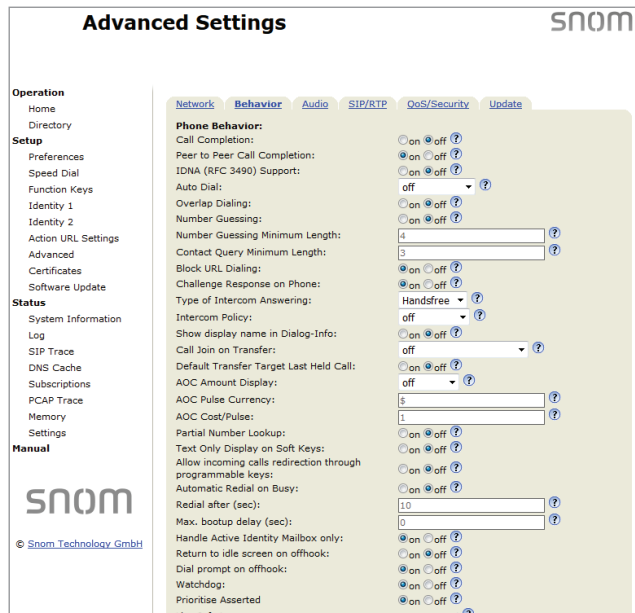 Advanced Settings
snom
Operation
Home
Directory
Setup
Preferences
Speed Dial
Function Keys
Identity 1
Identity 2
Action URL Settings
Advanced
Certificates
Software Update
Status
System Information
Log
SIP Trace
DNS Cache
Subscriptions
PCAP Trace
Memory
Settings
Manual
snom
© Snom Technology GmbH
Network Behavior Audio SIP/RTP QoS/Security Update
Phone Behavior:
Call Completion: on off ?
Peer to Peer Call Completion: on off ?
IDNA (RFC 3490) Support: on off ?
Auto Dial: off ?
Overlap Dialing: on off ?
Number Guessing: on off ?
Number Guessing Minimum Length: 4 ?
Contact Query Minimum Length: 3 ?
Block URL Dialing: on off ?
Challenge Response on Phone: on off ?
Type of Intercom Answering: Handsfree ?
Intercom Policy: off ?
Show display name in Dialog-Info: on off ?
Call Join on Transfer: off ?
Default Transfer Target Last Held Call: on off ?
AOC Amount Display: off ?
AOC Pulse Currency: $ ?
AOC Cost/Pulse: 1 ?
Partial Number Lookup: on off ?
Text Only Display on Soft Keys: on off ?
Allow incoming calls redirection through
programmable keys: on off ?
Automatic Redial on Busy: on off ?
Redial after (sec): 10 ?
Max. bootup delay (sec): 0 ?
Handle Active Identity Mailbox only: on off ?
Return to idle screen on offhook: on off ?
Dial prompt on offhook: on off ?
Watchdog: on off ?
Prioritise Asserted on off ?